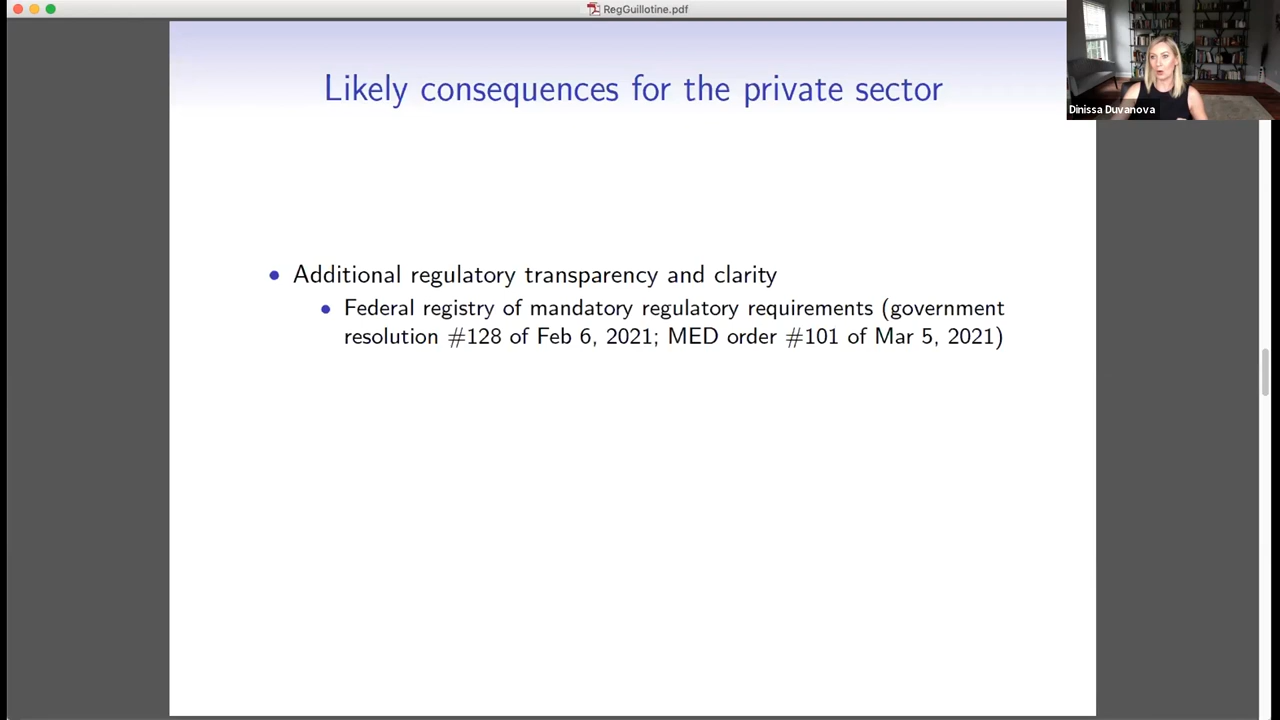 RegGuillotine.pdf
Likely consequences for the private sector
Dinissa Duvanova
• Additional regulatory transparency and clarity
• Federal registry of mandatory regulatory requirements (government
resolution #128 of Feb 6, 2021; MED order #101 of Mar 5, 2021)